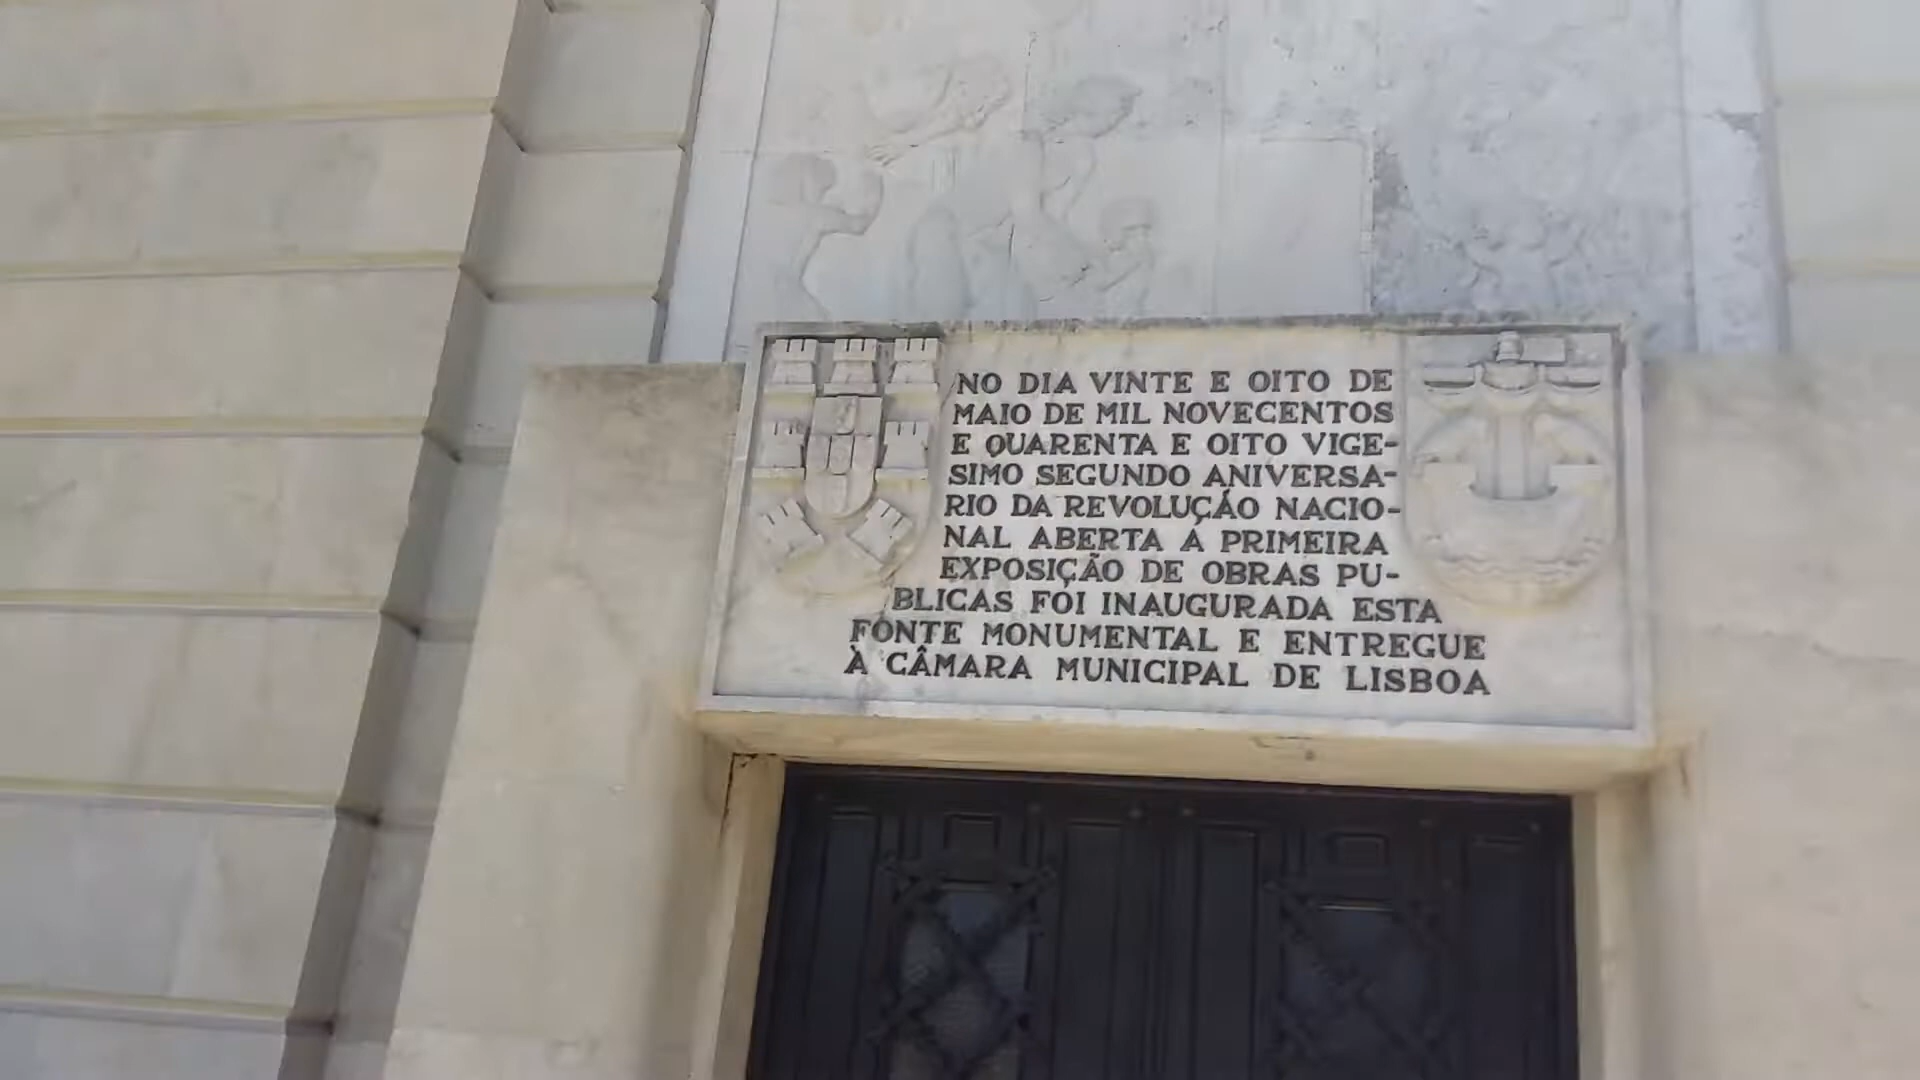 NO DIA VINTE E OITO DE
MAIO DE MIL NOVECENTOS
E QUARENTA E OITO VIGE-
SIMO SEGUNDO ANIVERSA-
RIO DA REVOLUÇÃO NACIO-
NAL ABERTA A PRIMEIRA
EXPOSIÇÃO DE OBRAS PU-
BLICAS FOI INAUGURADA ESTA
FONTE MONUMENTAL E ENTREGUE
À CÂMARA MUNICIPAL DE LISBOA